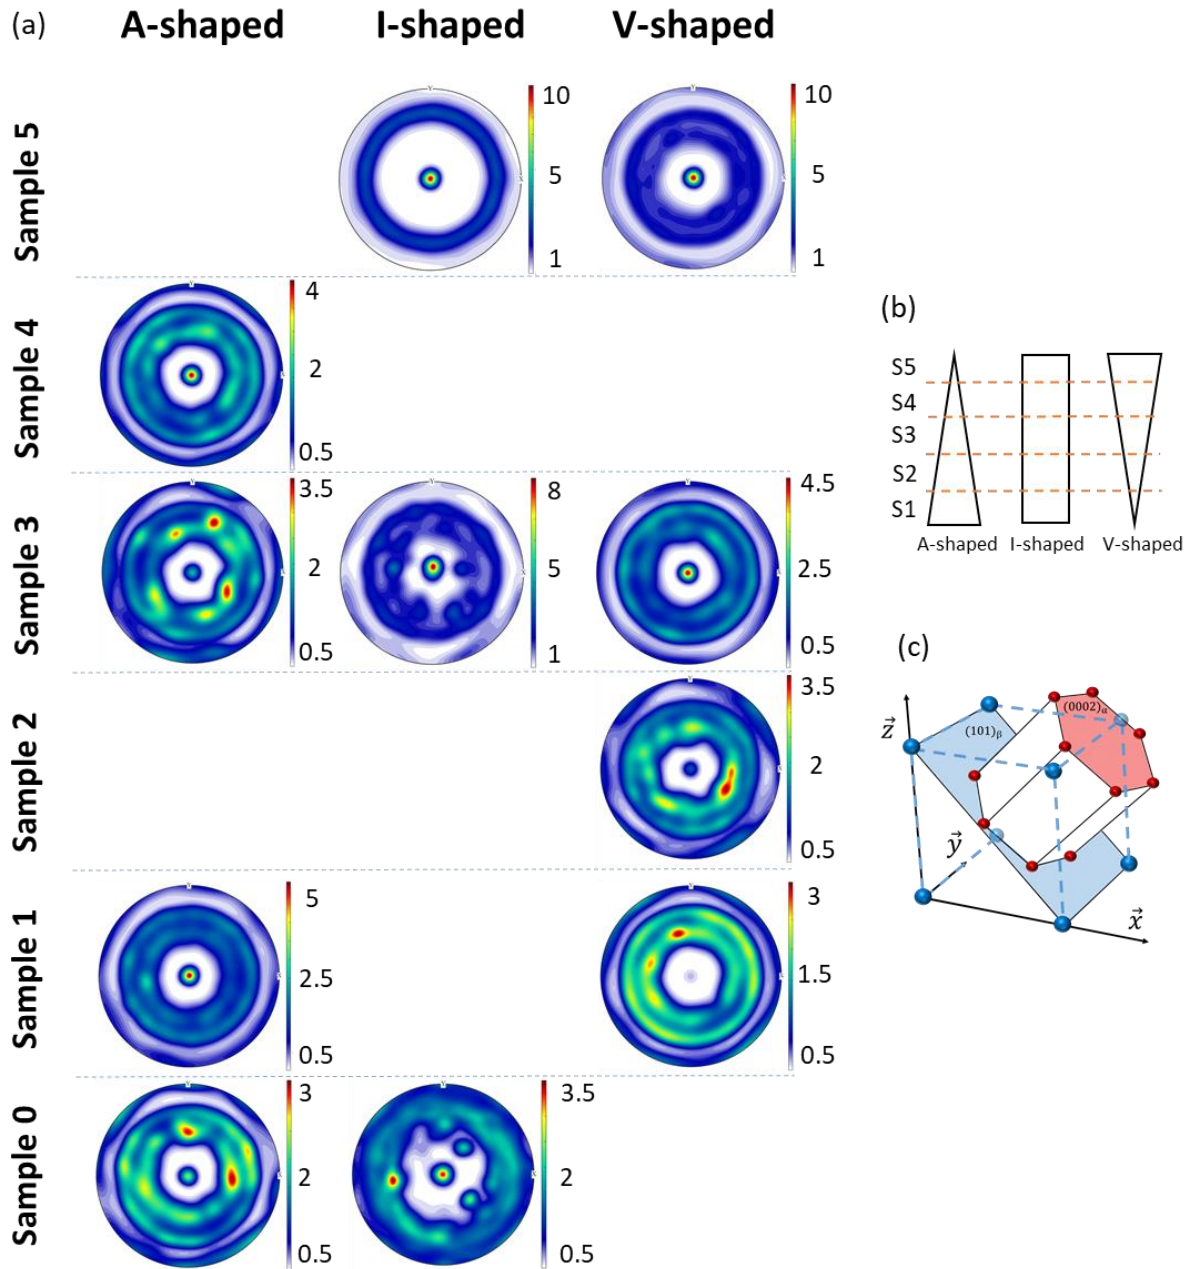 (a)
A-shaped I-shaped V-shaped
Sample 5
10
5
1
10
5
1
Sample 4
4
2
0.5
Sample 3
3.5
2
0.5
8
5
1
4.5
2.5
0.5
Sample 2
3.5
2
0.5
Sample 1
5
2.5
0.5
3
1.5
0.5
Sample 0
3
2
0.5
3.5
2
0.5
(b)
S5
S4
S3
S2
S1
A-shaped I-shaped V-shaped
(c)
z⃗
(101)β
(0002)α
y⃗
x⃗